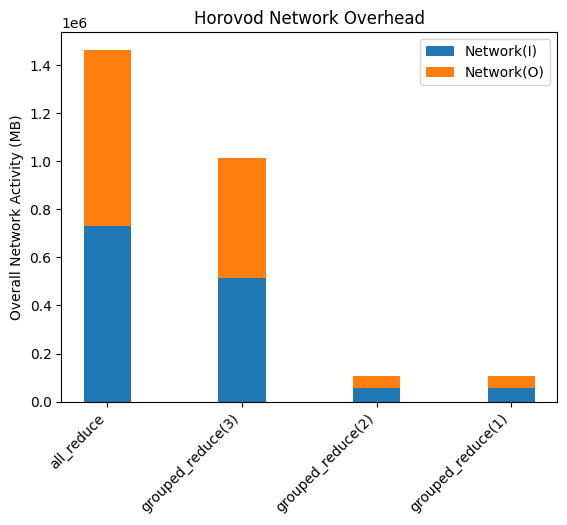 Horovod Network Overhead
1e6
Network(I)
Network(O)
Overall Network Activity (MB)
1.4
1.2
1.0
0.8
0.6
0.4
0.2
0.0
all_reduce
grouped_reduce(3)
grouped_reduce(2)
grouped_reduce(1)